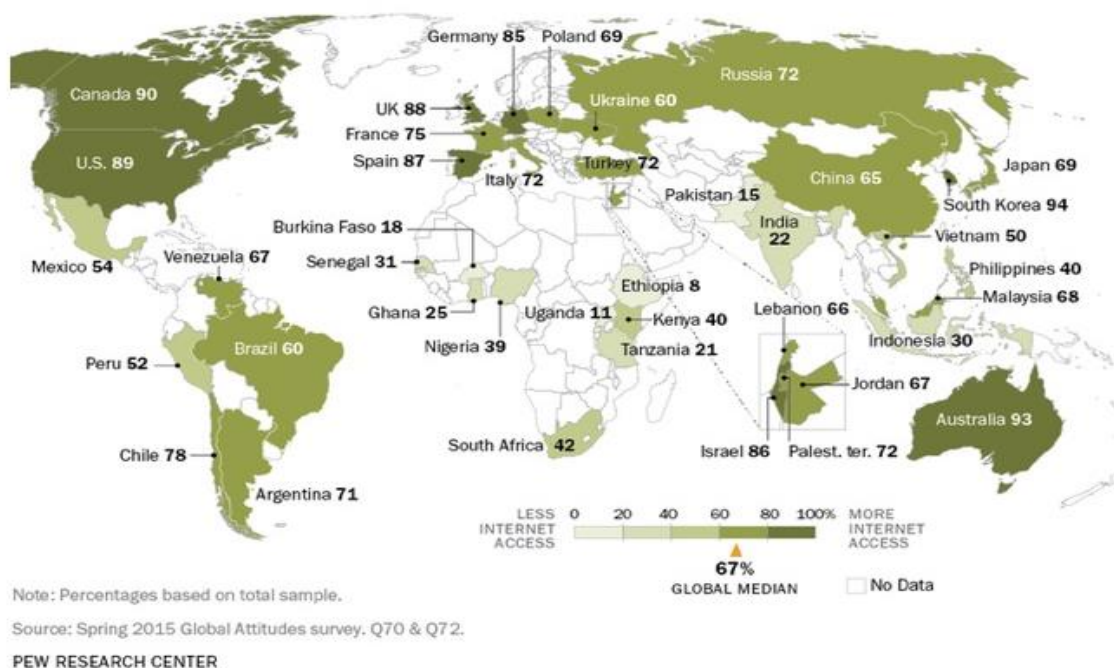 Germany 85
Poland 69
Russia 72
Canada 90
Ukraine 60
UK 88
France 75
U.S. 89
Spain 87
Italy 72
Turkey 72
Japan 69
China 65
Pakistan 15
South Korea 94
India
22
Burkina Faso 18
Vietnam 50
Venezuela 67
Senegal 31
Mexico 54
Philippines 40
Ethiopia 8
Malaysia 68
Ghana 25
Uganda 11
Kenya 40
Lebanon 66
Indonesia 30
Nigeria 39
Tanzania 21
Brazil 60
Peru 52
Jordan 67
Australia 93
South Africa 42
Israel 86
Palest. ter. 72
Chile 78
Argentina 71
LESS
INTERNET
ACCESS
0 20 40 60 80 100%
MORE
INTERNET
ACCESS
67%
GLOBAL MEDIAN
No Data
Note: Percentages based on total sample.
Source: Spring 2015 Global Attitudes survey. Q70 & Q72.
PEW RESEARCH CENTER